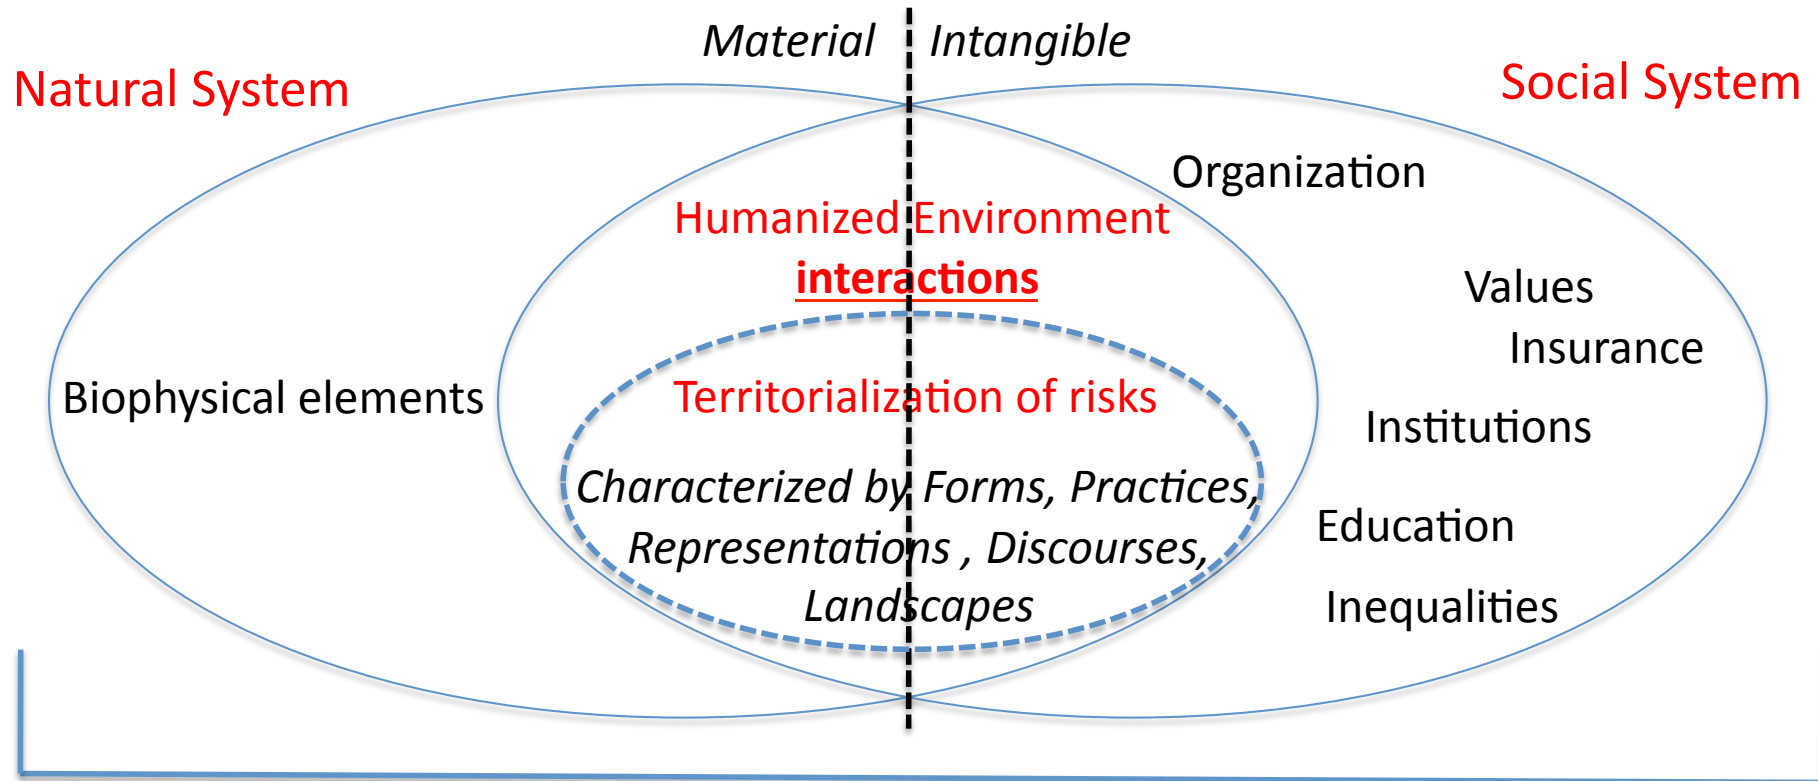 Material Intangible
Natural System
Social System
Organization
Humanized Environment
interactions
Values
Insurance
Territorialization of risks
Biophysical elements
Institutions
Characterized by Forms, Practices,
Representations , Discourses,
Landscapes
Education
Inequalities